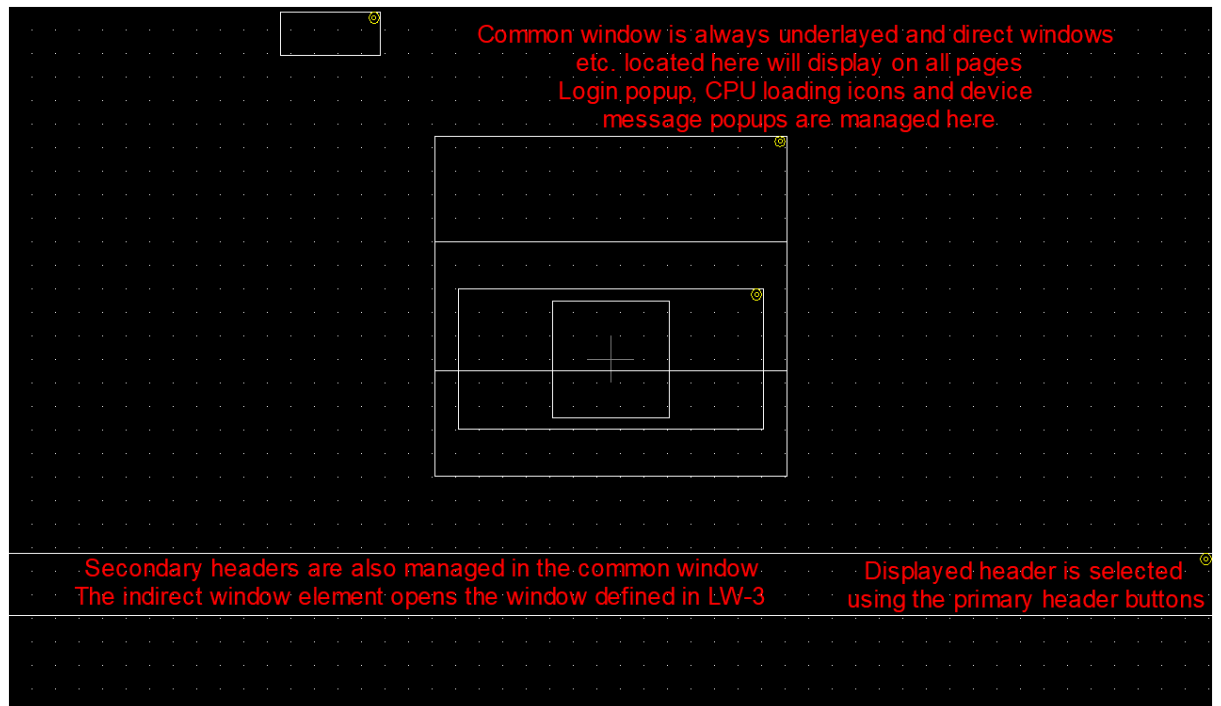 Common window is always underlayed and direct windows
etc. located here will display on all pages
Login popup, CPU loading icons and device
message popups are managed here
Secondary headers are also managed in the common window
The indirect window element opens the window defined in LW-3
Displayed header is selected
using the primary header buttons